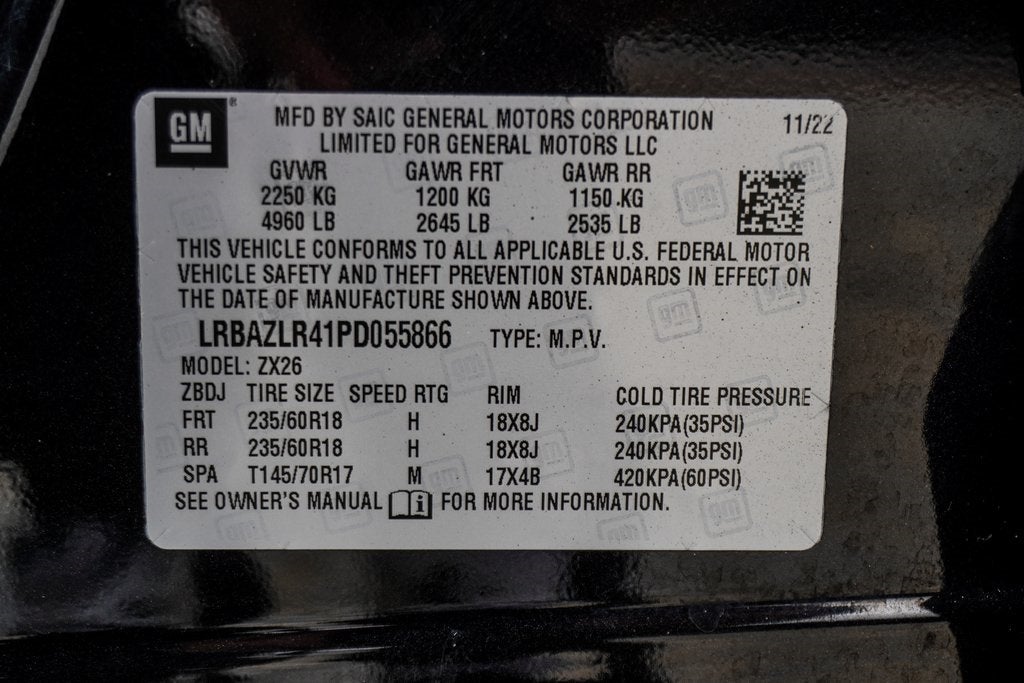 GM® MFD BY SAIC GENERAL MOTORS CORPORATION 11/22
LIMITED FOR GENERAL MOTORS LLC
GVWR GAWR FRT GAWR RR
2250 KG 1200 KG 1150 KG
4960 LB 2645 LB 2535 LB
THIS VEHICLE CONFORMS TO ALL APPLICABLE U.S. FEDERAL MOTOR
VEHICLE SAFETY AND THEFT PREVENTION STANDARDS IN EFFECT ON
THE DATE OF MANUFACTURE SHOWN ABOVE.
LRBAZLR41PD055866 TYPE: M.P.V.
MODEL: ZX26
ZBDJ TIRE SIZE SPEED RTG RIM COLD TIRE PRESSURE
FRT 235/60R18 H 18X8J 240KPA(35PSI)
RR 235/60R18 H 18X8J 240KPA(35PSI)
SPA T145/70R17 M 17X4B 420KPA(60PSI)
SEE OWNER'S MANUAL i FOR MORE INFORMATION.